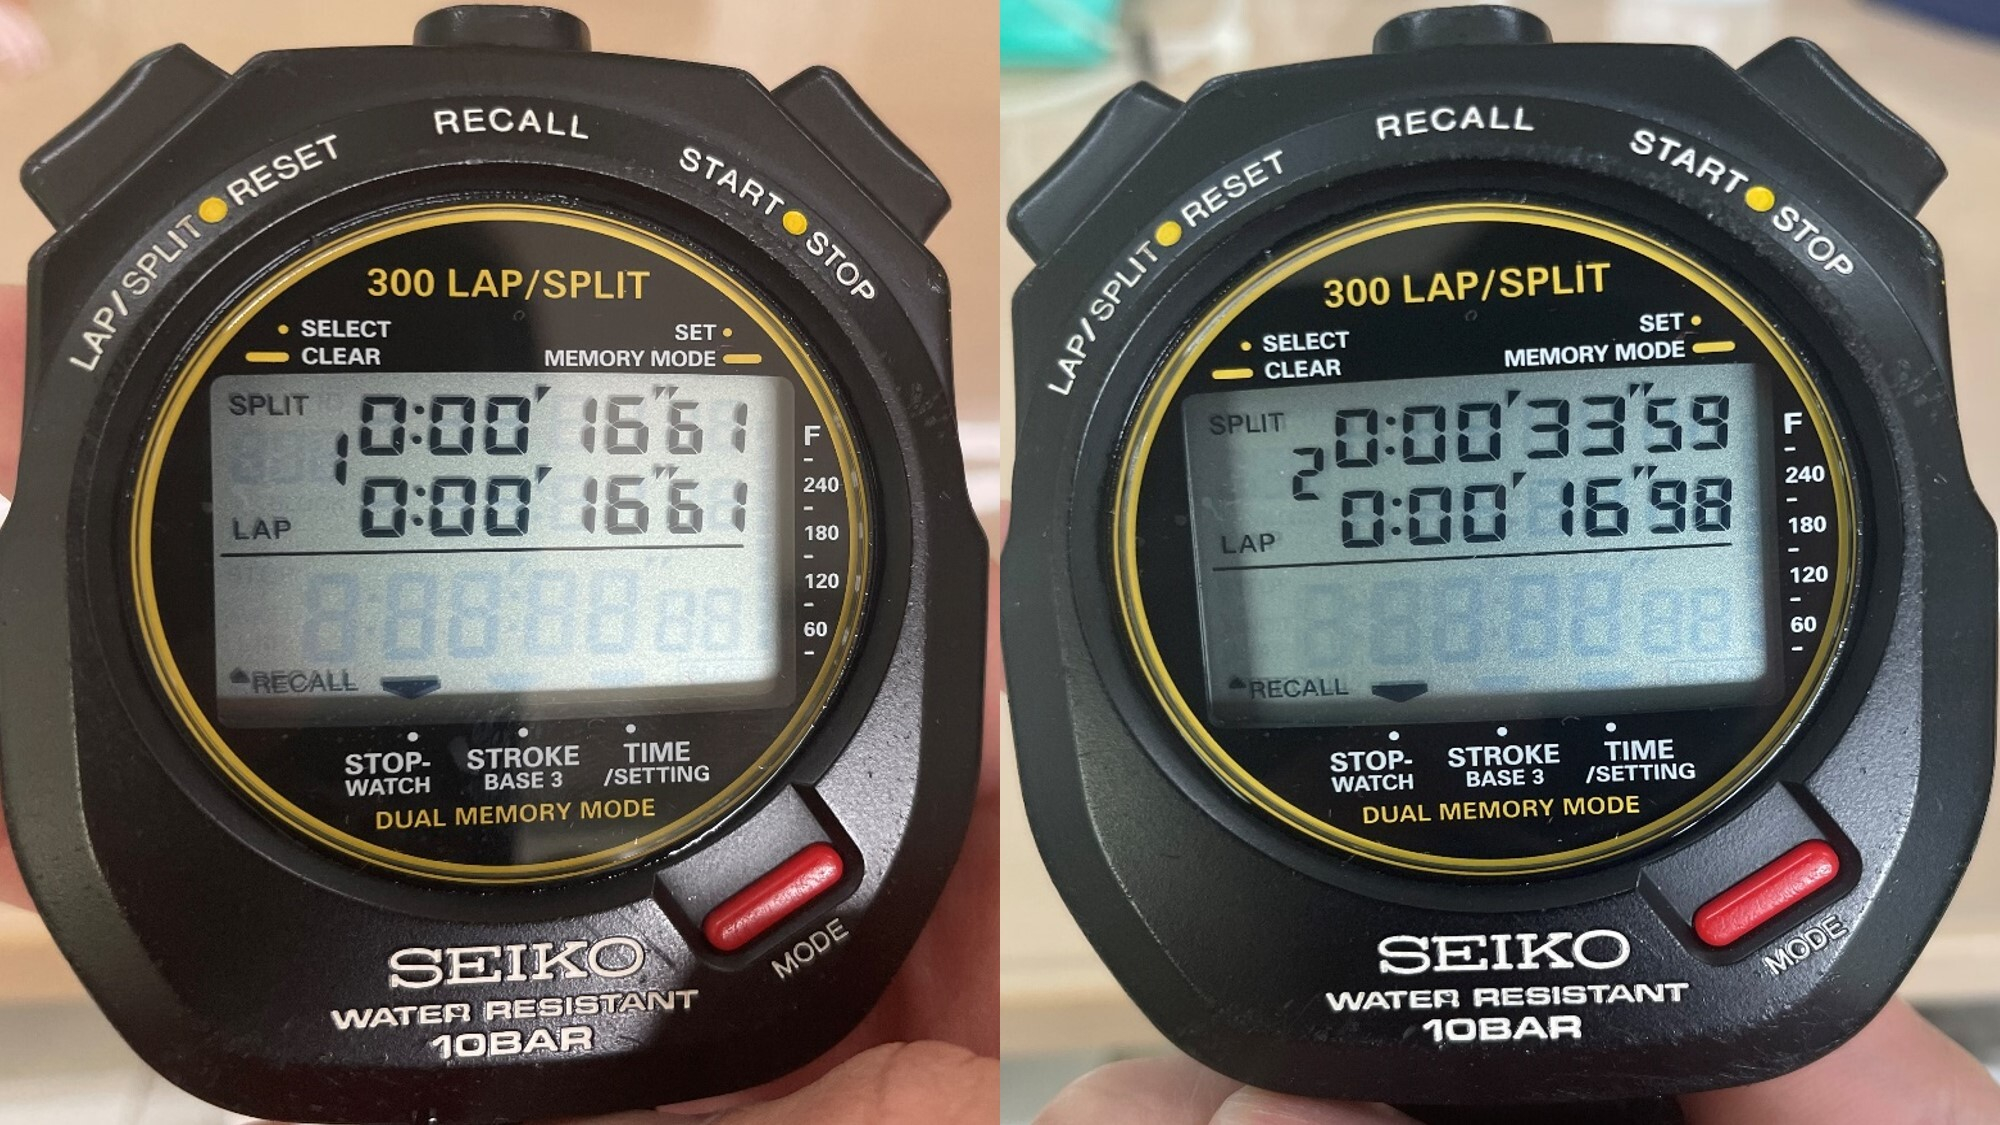 RECALL
LAP/SPLIT RESET
START STOP
300 LAP/SPLIT
SELECT
CLEAR
SET
MEMORY MODE
SPLIT 0:00'16"61
1
LAP 0:00'16"61
RECALL
F
240
180
120
60
STOP-
WATCH
STROKE
BASE 3
TIME
/SETTING
DUAL MEMORY MODE
MODE
SEIKO
WATER RESISTANT
10BAR
RECALL
LAP/SPLIT RESET
START STOP
300 LAP/SPLIT
SELECT
CLEAR
SET
MEMORY MODE
SPLIT 0:00'33"59
2
LAP 0:00'16"98
RECALL
F
240
180
120
60
STOP-
WATCH
STROKE
BASE 3
TIME
/SETTING
DUAL MEMORY MODE
MODE
SEIKO
WATER RESISTANT
10BAR